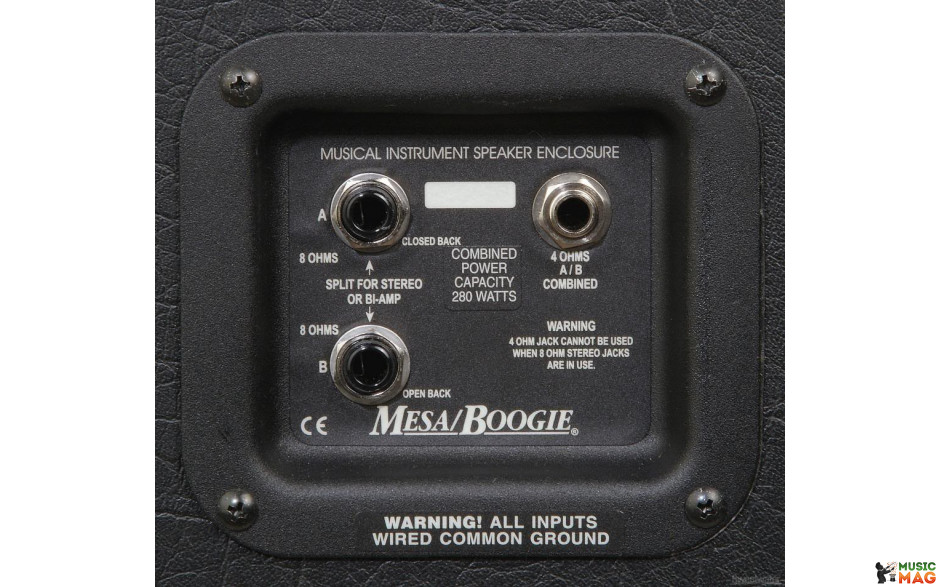 MUSICAL INSTRUMENT SPEAKER ENCLOSURE
A
CLOSED BACK
8 OHMS
SPLIT FOR STEREO
OR BI-AMP
8 OHMS
B
OPEN BACK
COMBINED
POWER
CAPACITY
280 WATTS
4 OHMS
A / B
COMBINED
WARNING
4 OHM JACK CANNOT BE USED
WHEN 8 OHM STEREO JACKS
ARE IN USE.
CE
MESA/BOOGIE®
WARNING! ALL INPUTS
WIRED COMMON GROUND
MUSIC
MAG